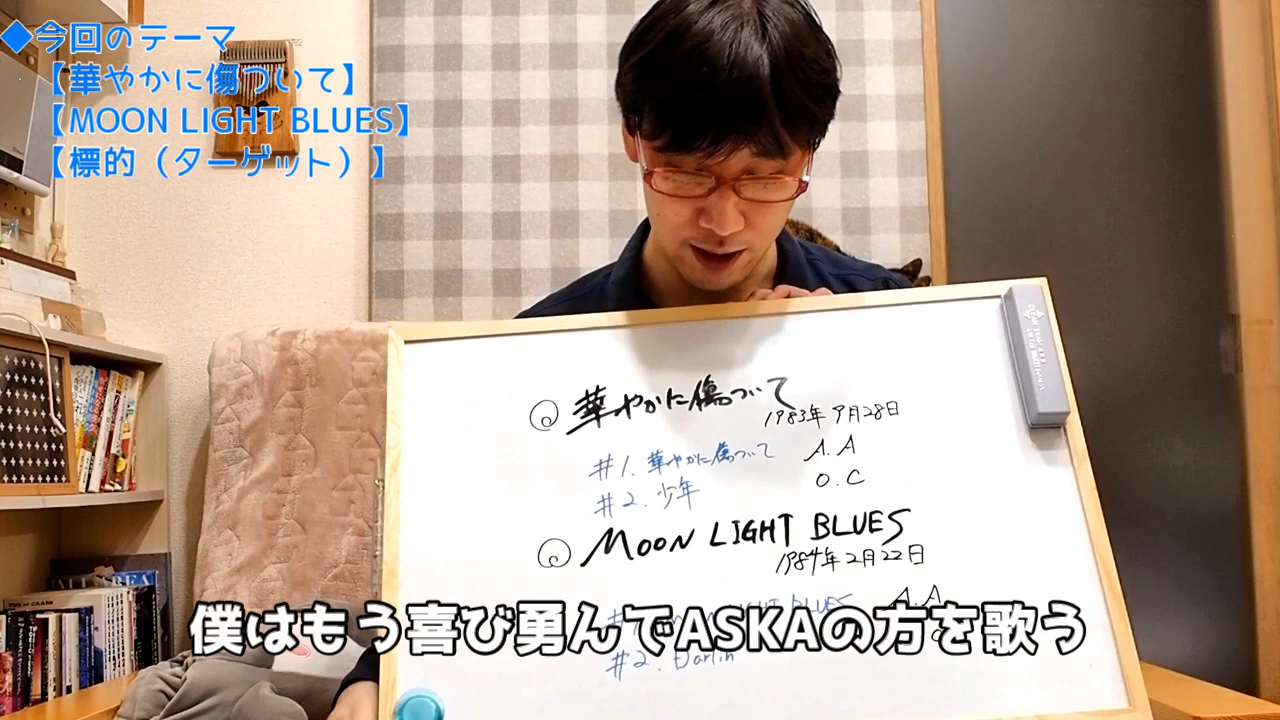 ◆今回のテーマ
【華やかに傷ついて】
【MOON LIGHT BLUES】
【標的（ターゲット）】
華やかに傷ついて
1983年9月28日
#1. 華やかに傷ついて
A.A
#2. 少年
O.C
MOON LIGHT BLUES
1984年2月22日
LIGHT BLUES
A.A
#2. Darlin
僕はもう喜び勇んでASKAの方を歌う